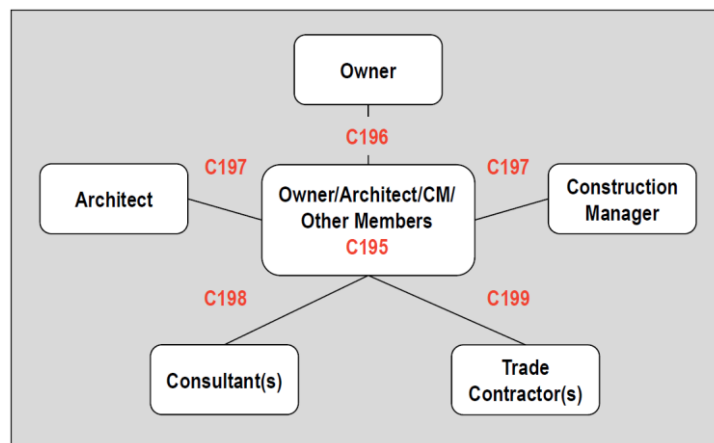 Owner
C196
C197
C197
Architect
Owner/Architect/CM/
Other Members
C195
Construction
Manager
C198
C199
Consultant(s)
Trade
Contractor(s)